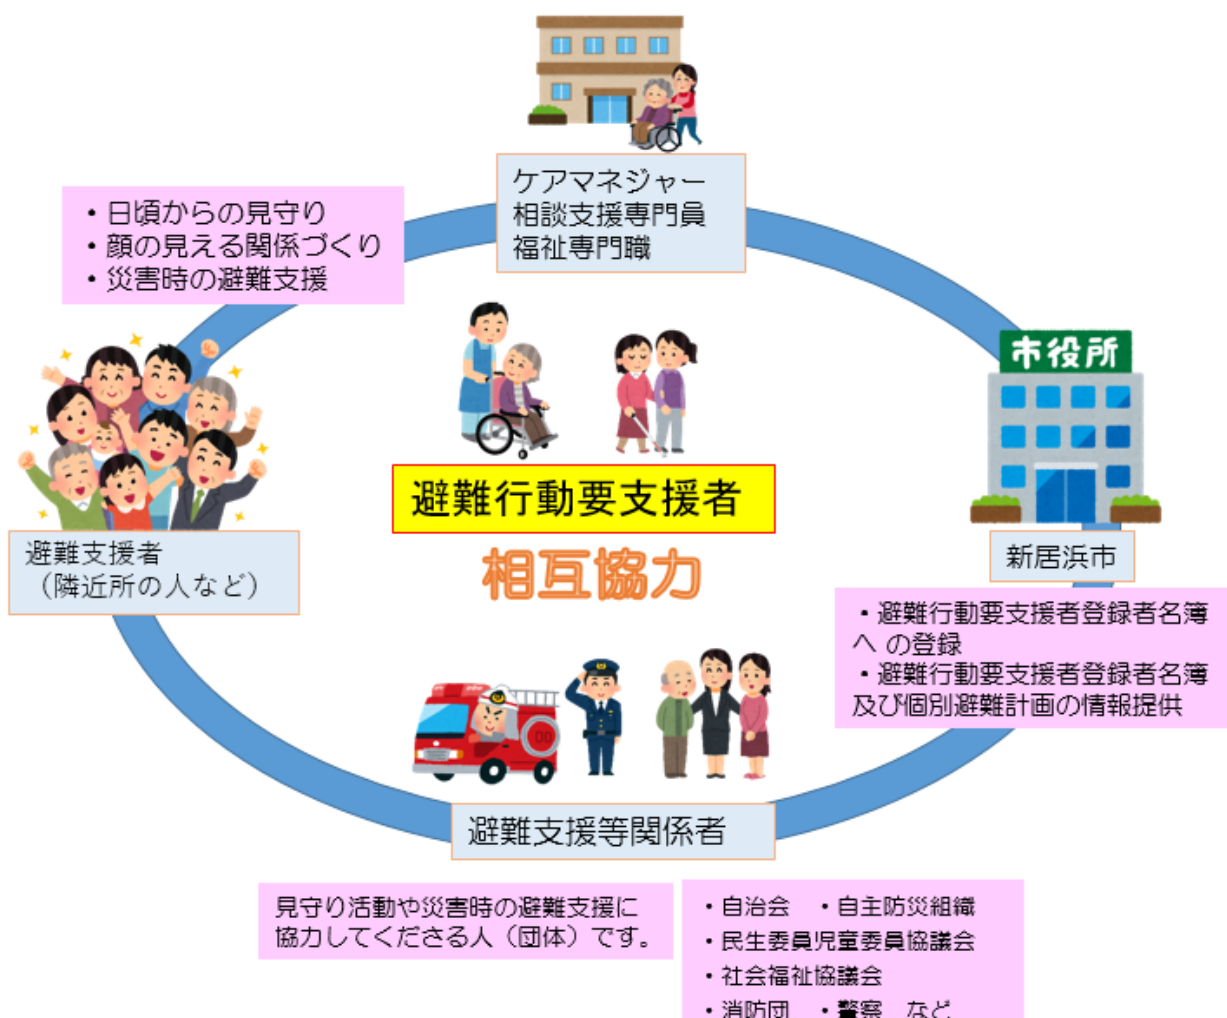 ケアマネジャー
相談支援専門員
福祉専門職
・日頃からの見守り
・顔の見える関係づくり
・災害時の避難支援
市役所
避難行動要支援者
相互協力
避難支援者
（隣近所の人など）
新居浜市
・避難行動要支援者登録者名簿
へ の登録
・避難行動要支援者登録者名簿
及び個別避難計画の情報提供
避難支援等関係者
見守り活動や災害時の避難支援に
協力してくださる人（団体）です。
・自治会　・自主防災組織
・民生委員児童委員協議会
・社会福祉協議会
・消防団　・警察　など